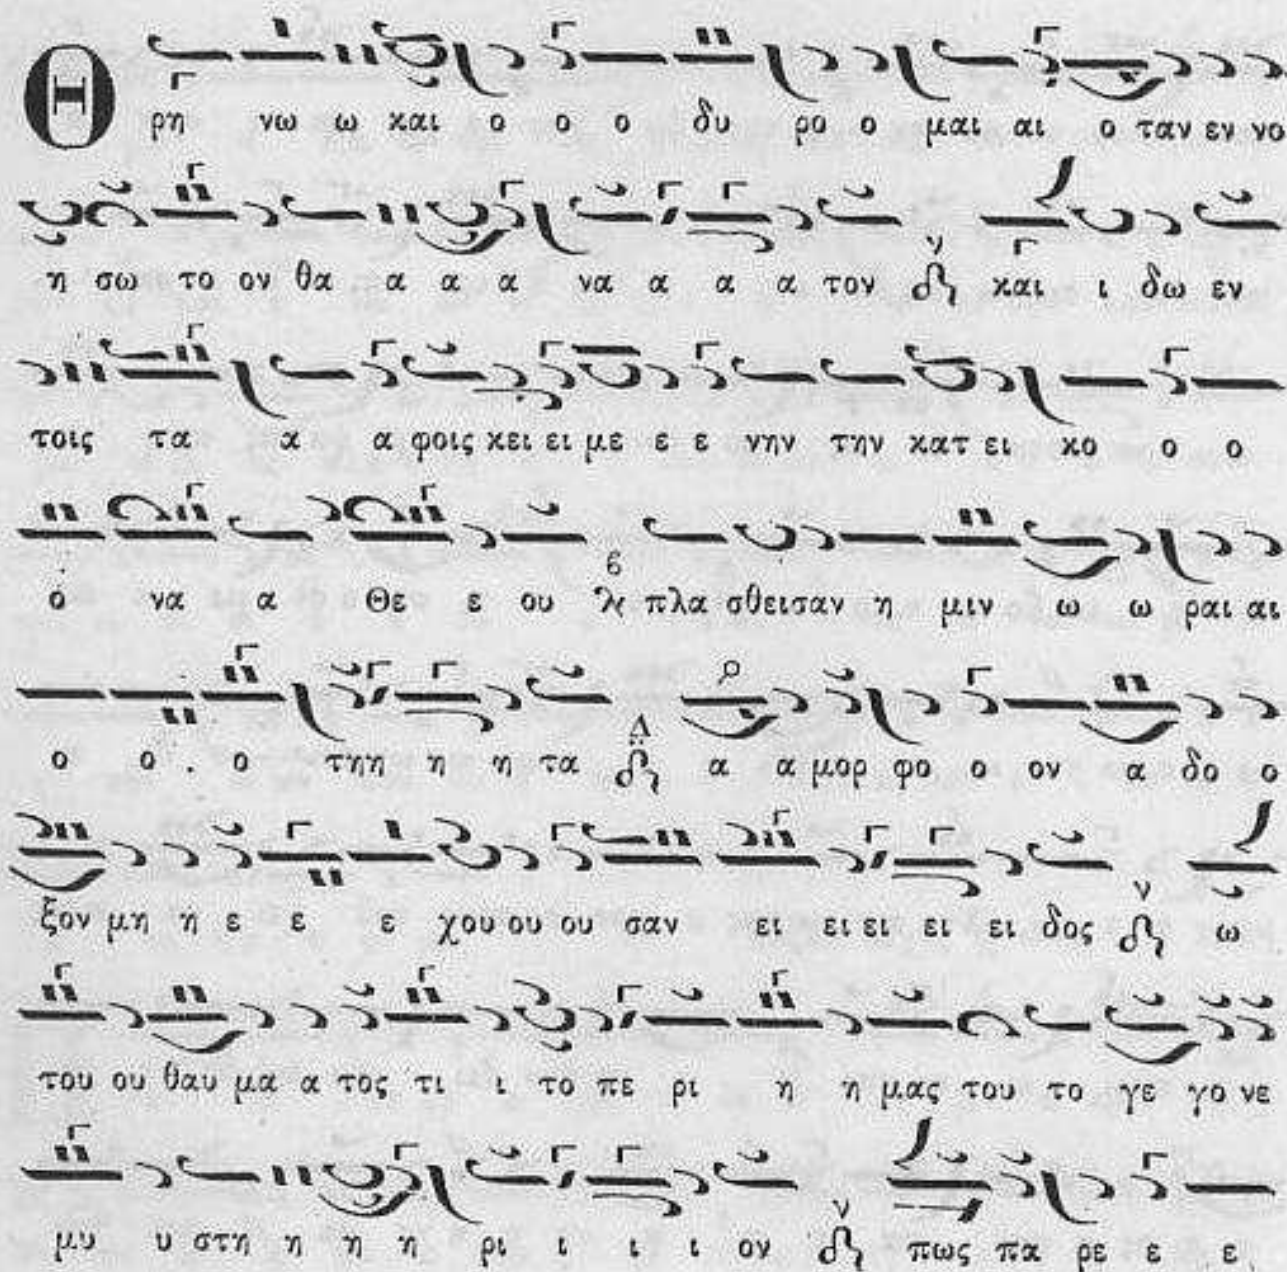 Θ ρη νω ω και ο ο ο δυ ρο ο μαι αι ο ταν εν νο
η σω το ον θα α α α να α α α τον και ι δω εν
τοις τα α α φοις κει ει με ε ε νην την κατ ει κο ο ο
ο να α Θε ε ου πλα σθεισαν η μιν ω ω ραι αι
ο ο . ο τηη η η τα α α μορ φο ο ον α δο ο
ξον μη η ε ε ε χου ου ου σαν ει ει ει ει ει δος ω
του ου θαυ μα α τος τι ι το πε ρι η η μας του το γε γο νε
μυ υ στη η η η ρι ι ι ι ον πως πα ρε ε ε